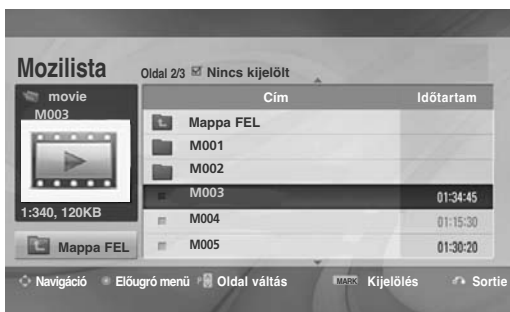 Mozilista
Oldal 2/3 Nincs kijelölt
movie
M003
1:340, 120KB
Mappa FEL
Cím Időtartam
Mappa FEL
M001
M002
M003 01:34:45
M004 01:15:30
M005 01:30:20
Navigáció Előugró menü P Oldal váltás MARK Kijelölés Sortie